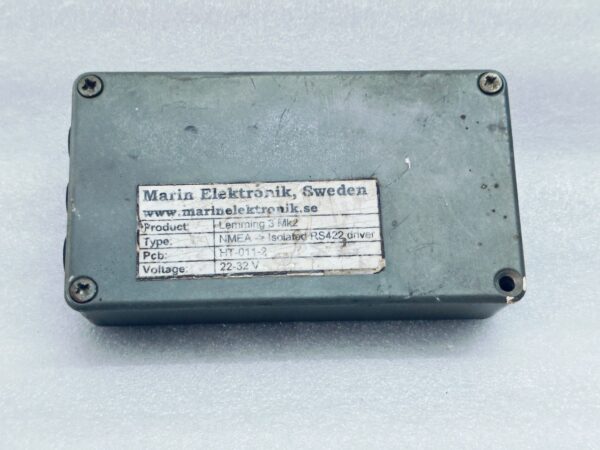 Marin Elektronik, Sweden
www.marinelektronik.se
Product: Lemming 3 Mk2
Type: NMEA -> Isolated RS422 driver
Pcb: HT-011-2
Voltage: 22-32 V